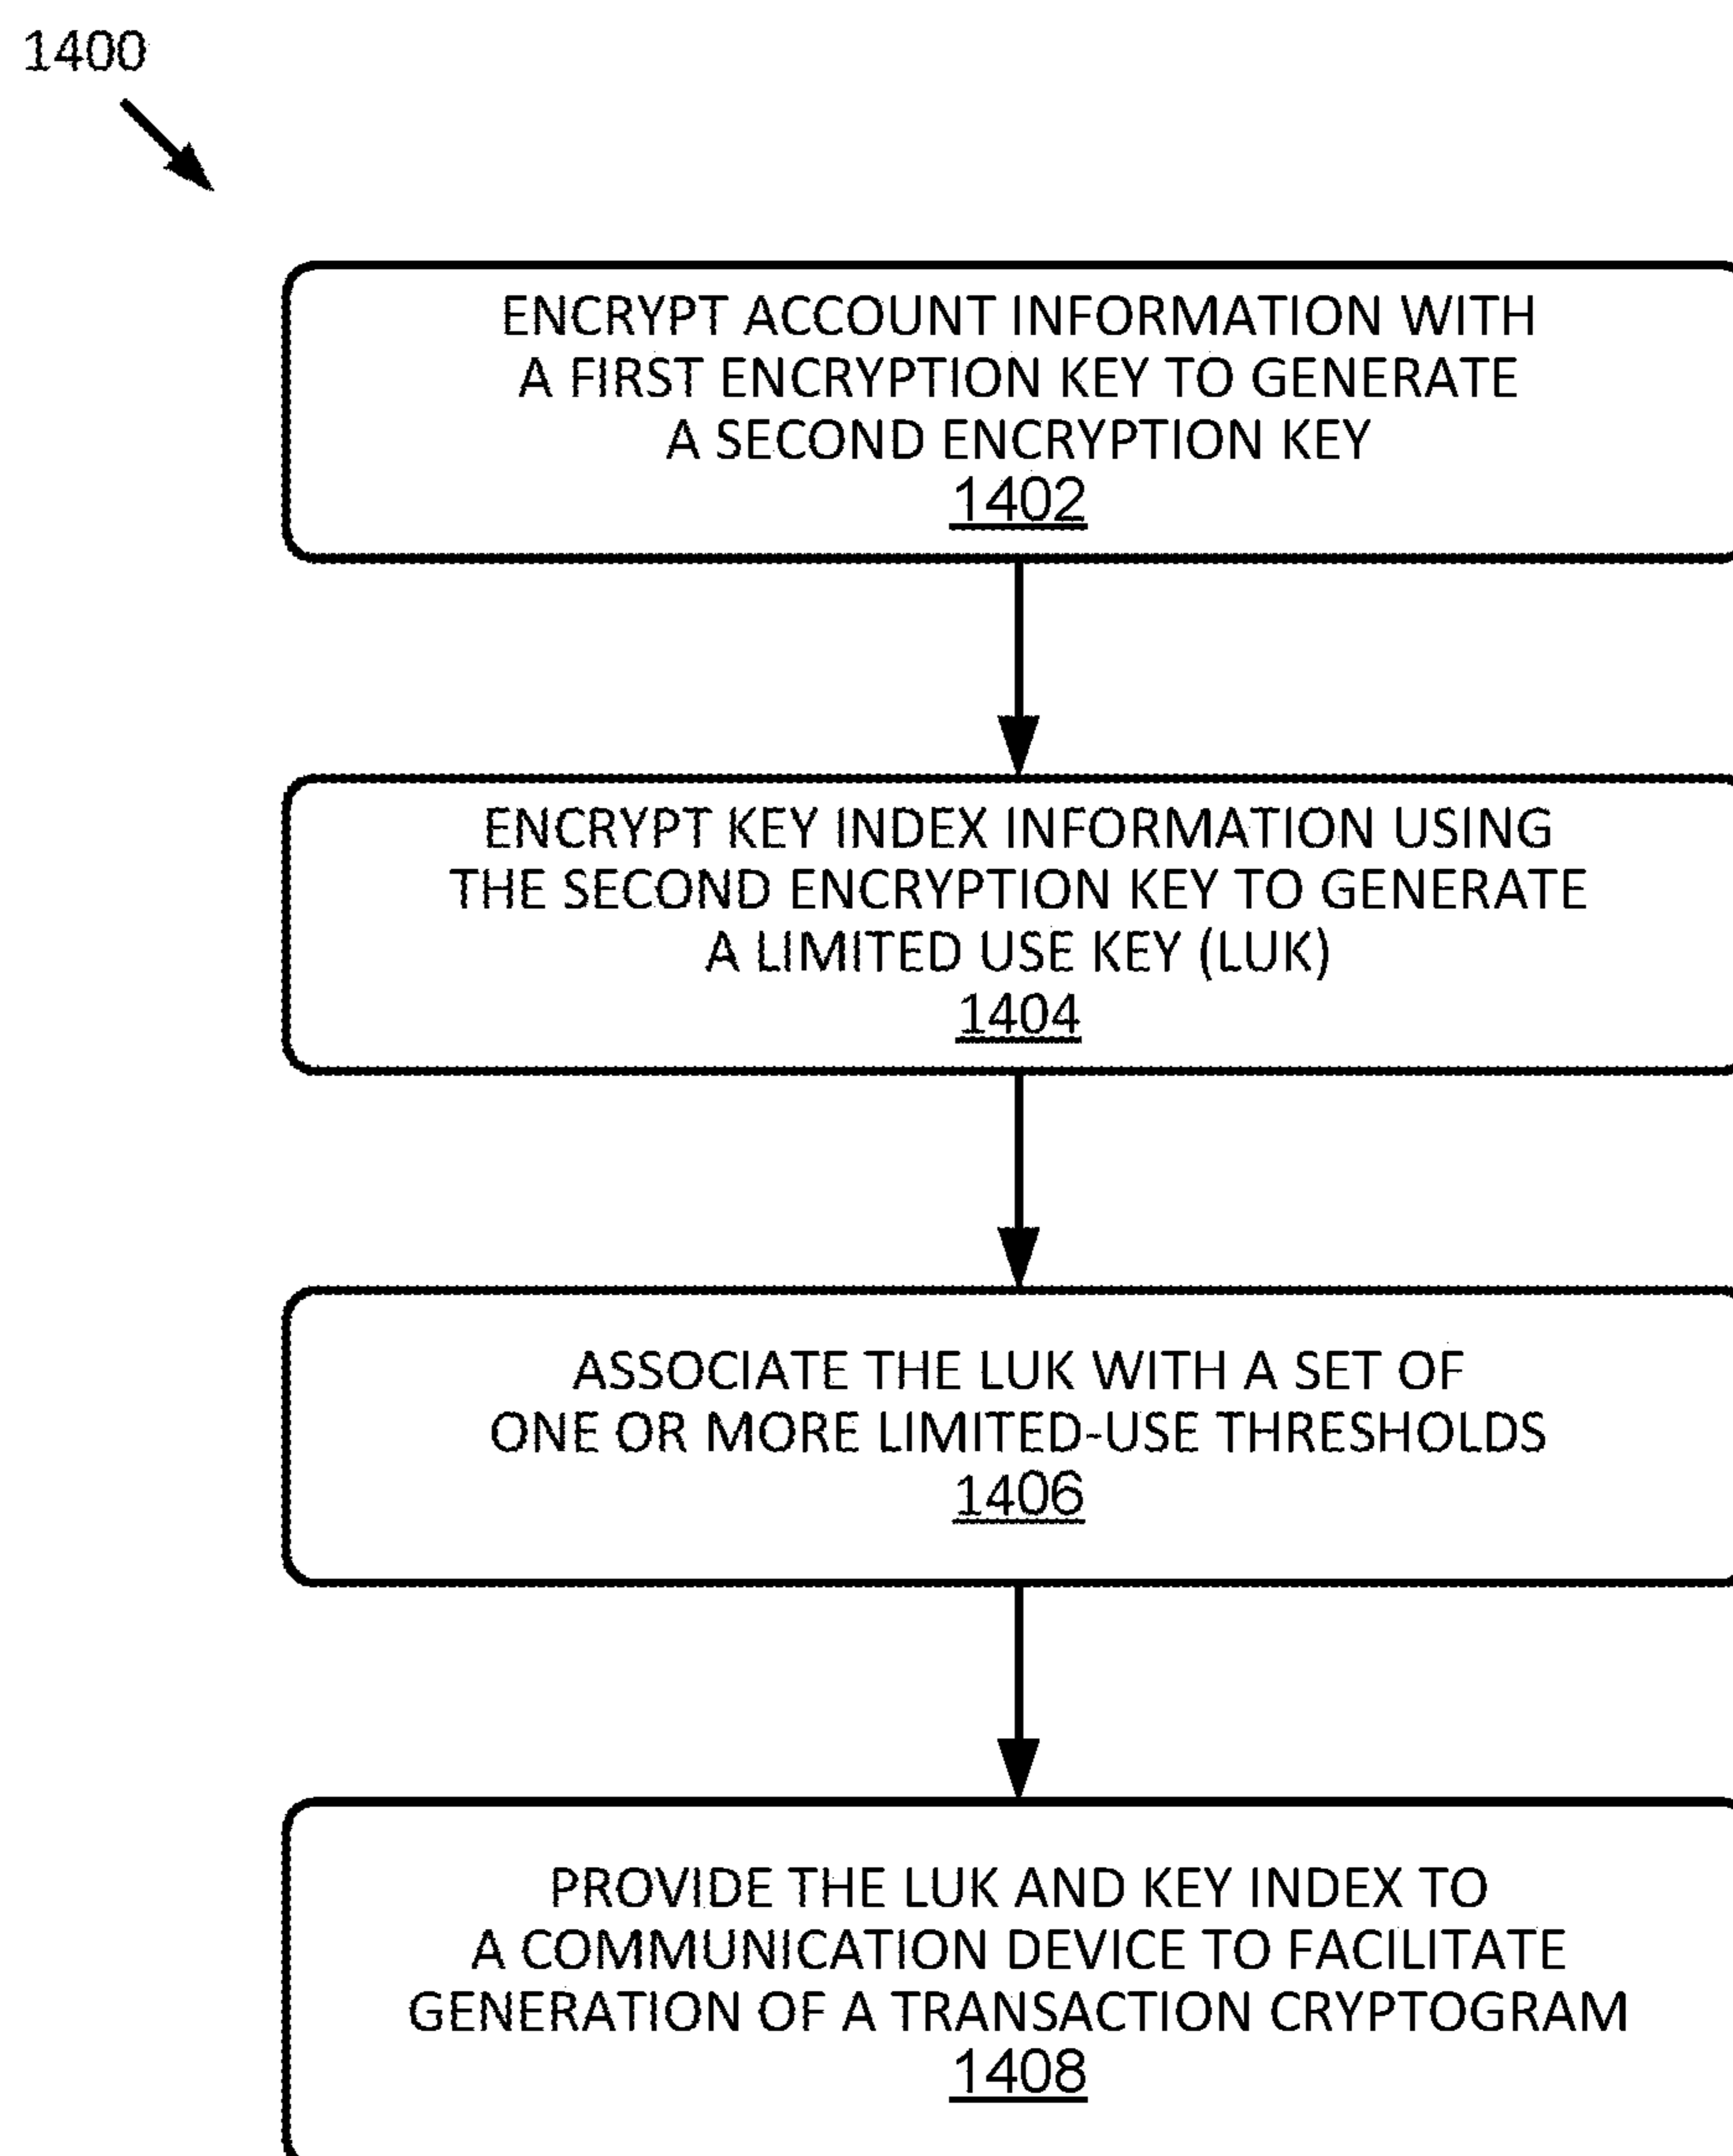 1400
ENCRYPT ACCOUNT INFORMATION WITH
A FIRST ENCRYPTION KEY TO GENERATE
A SECOND ENCRYPTION KEY
1402
ENCRYPT KEY INDEX INFORMATION USING
THE SECOND ENCRYPTION KEY TO GENERATE
A LIMITED USE KEY (LUK)
1404
ASSOCIATE THE LUK WITH A SET OF
ONE OR MORE LIMITED-USE THRESHOLDS
1406
PROVIDE THE LUK AND KEY INDEX TO
A COMMUNICATION DEVICE TO FACILITATE
GENERATION OF A TRANSACTION CRYPTOGRAM
1408